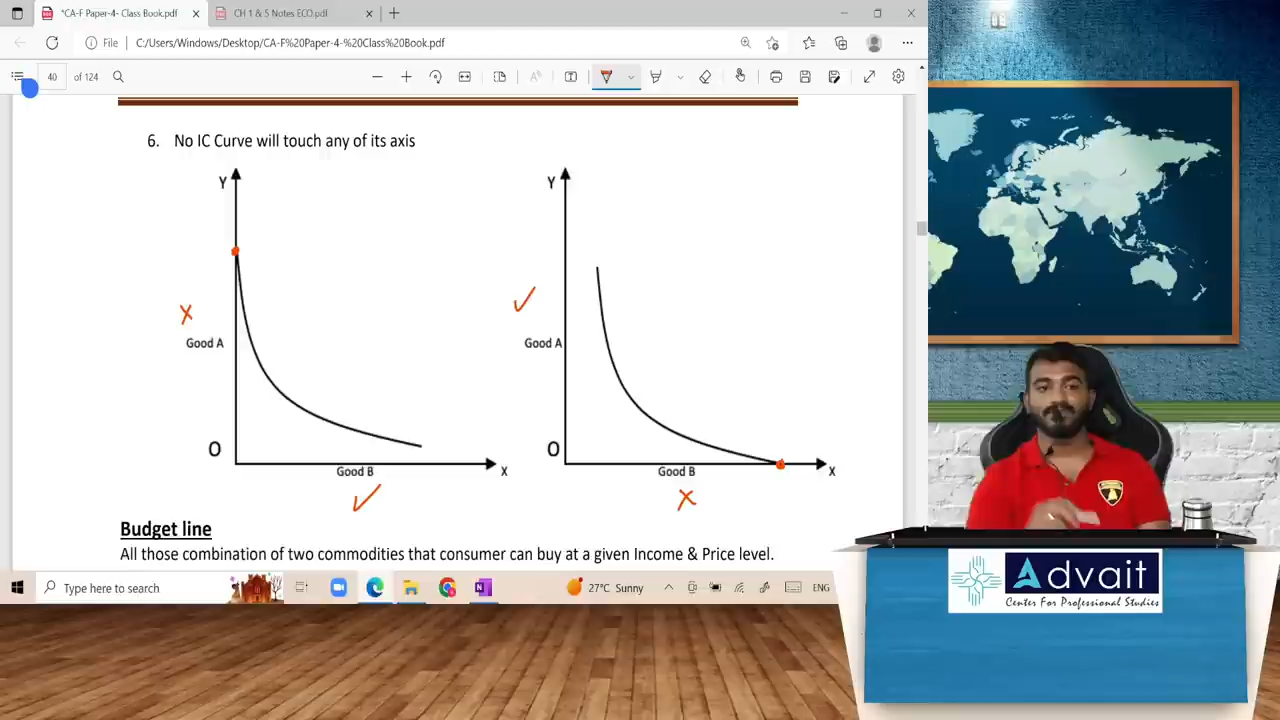 *CA-F Paper-4- Class Book.pdf
CH 1 & 5 Notes ECO.pdf
File
C:/Users/Windows/Desktop/CA-F%20Paper-4-%20Class%20Book.pdf
40 of 124
6. No IC Curve will touch any of its axis
Y
Good A
O
Good B
X
Y
Good A
O
Good B
X
Budget line
All those combination of two commodities that consumer can buy at a given Income & Price level.
Type here to search
27°C Sunny
ENG
Advait
Center For Professional Studies